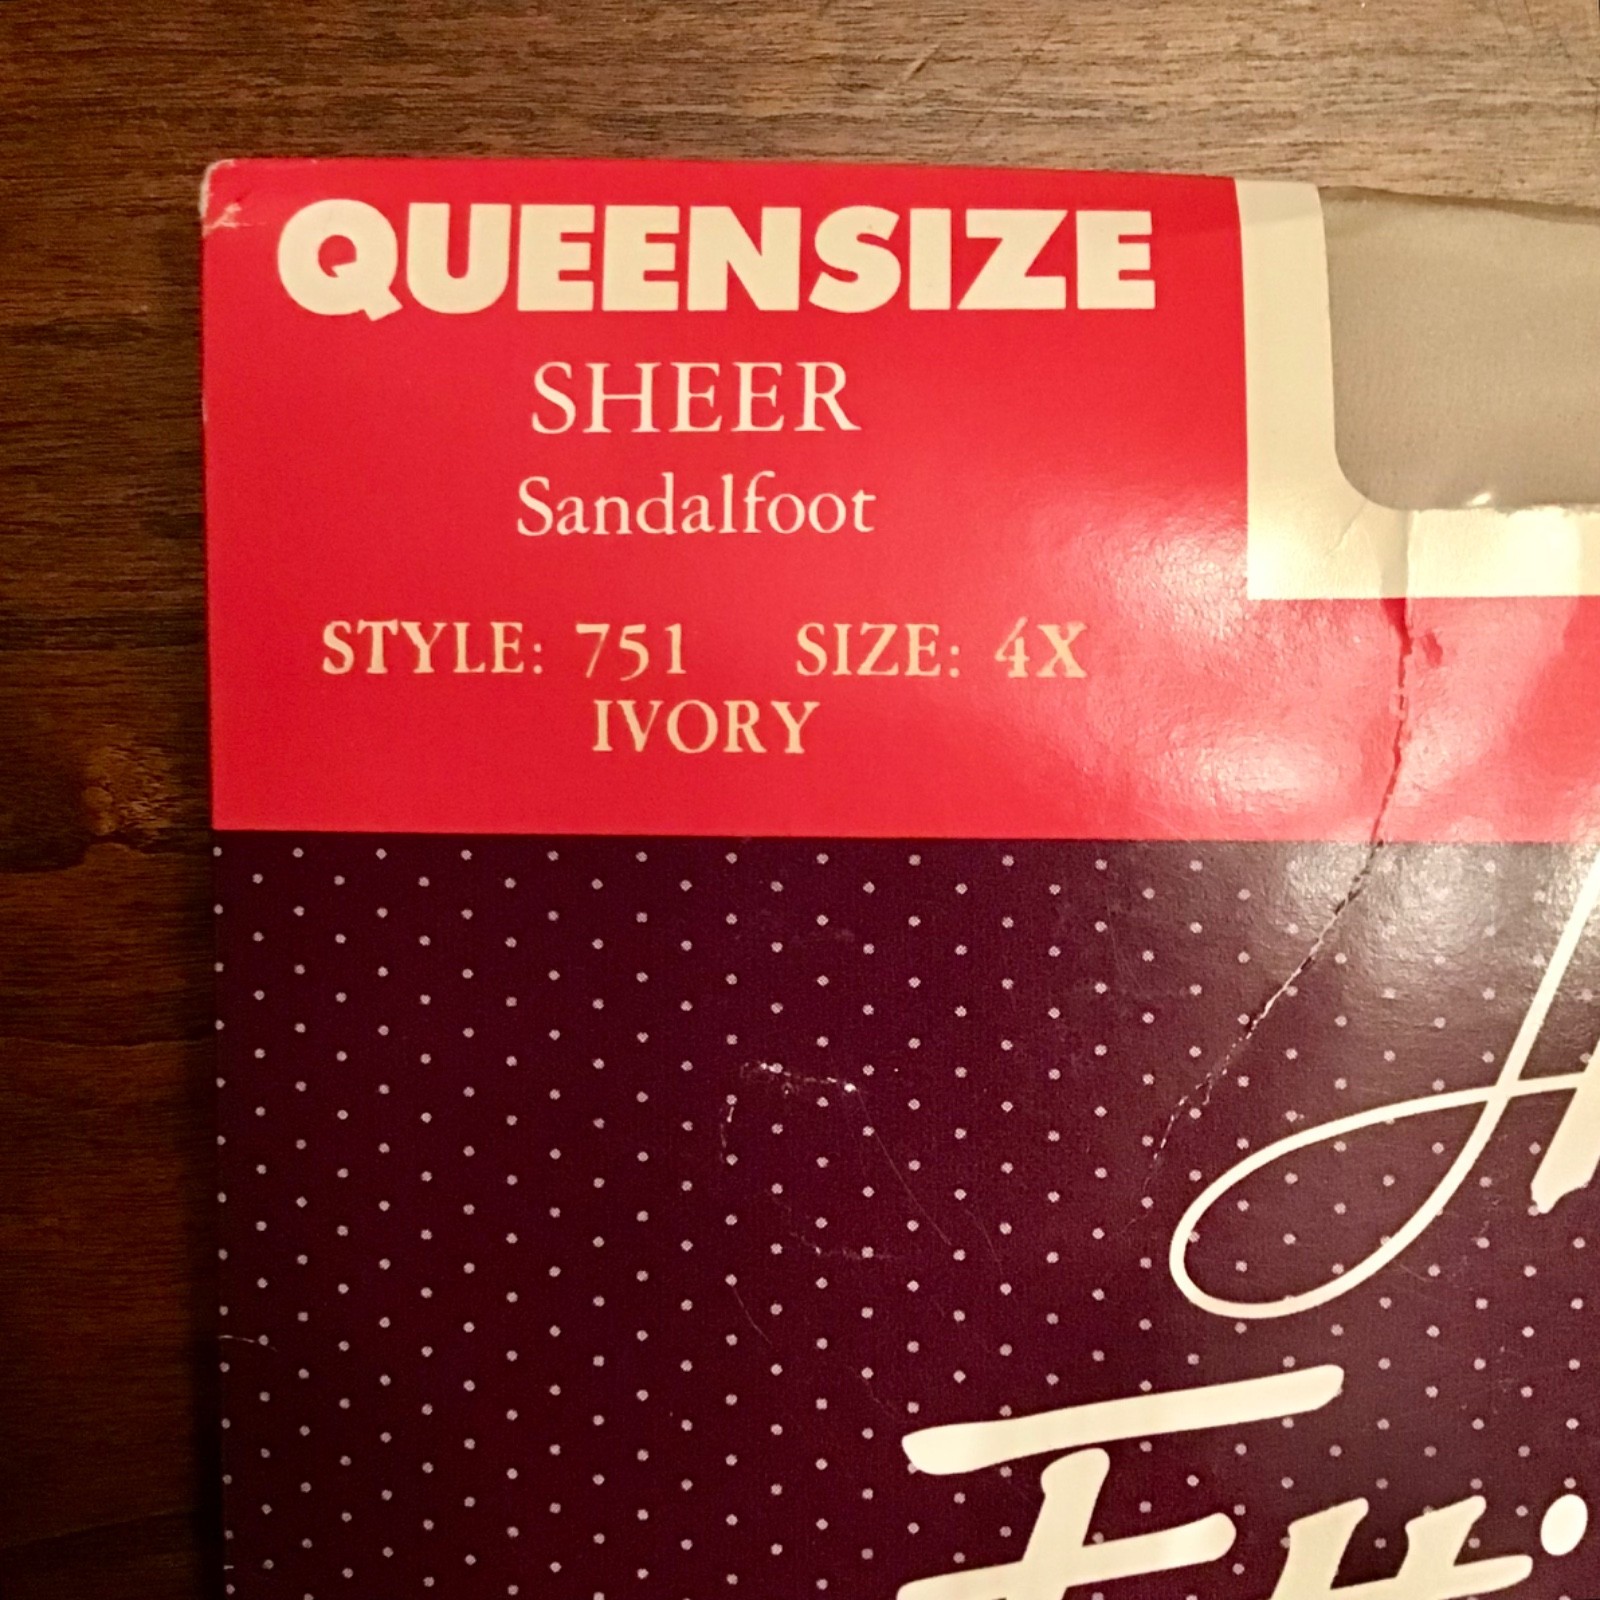 QUEENSIZE
SHEER
Sandalfoot
STYLE: 751 SIZE: 4X
IVORY